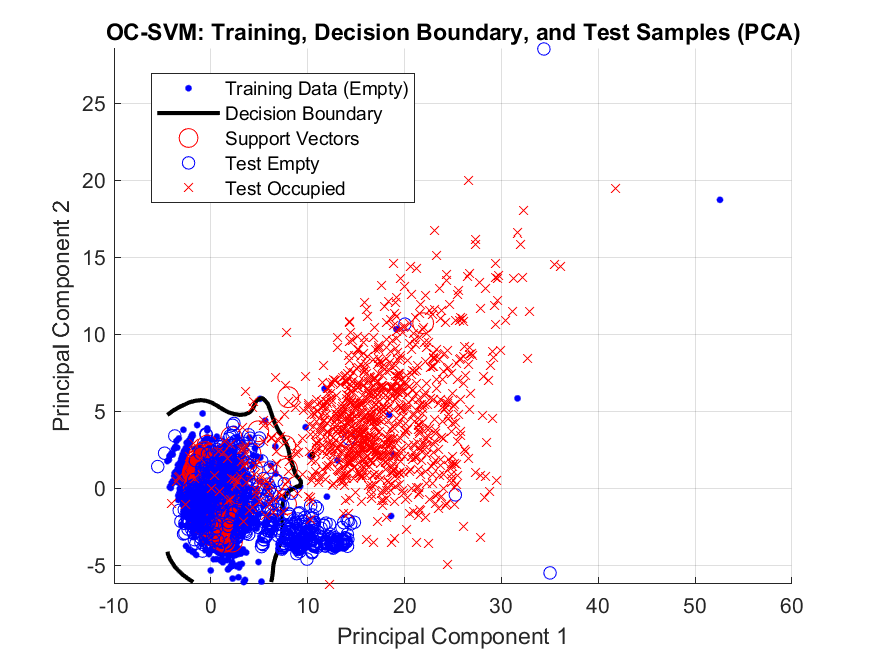 OC-SVM: Training, Decision Boundary, and Test Samples (PCA)
Training Data (Empty)
Decision Boundary
Support Vectors
Test Empty
Test Occupied
25
20
15
10
5
0
-5
Principal Component 2
-10 0 10 20 30 40 50 60
Principal Component 1